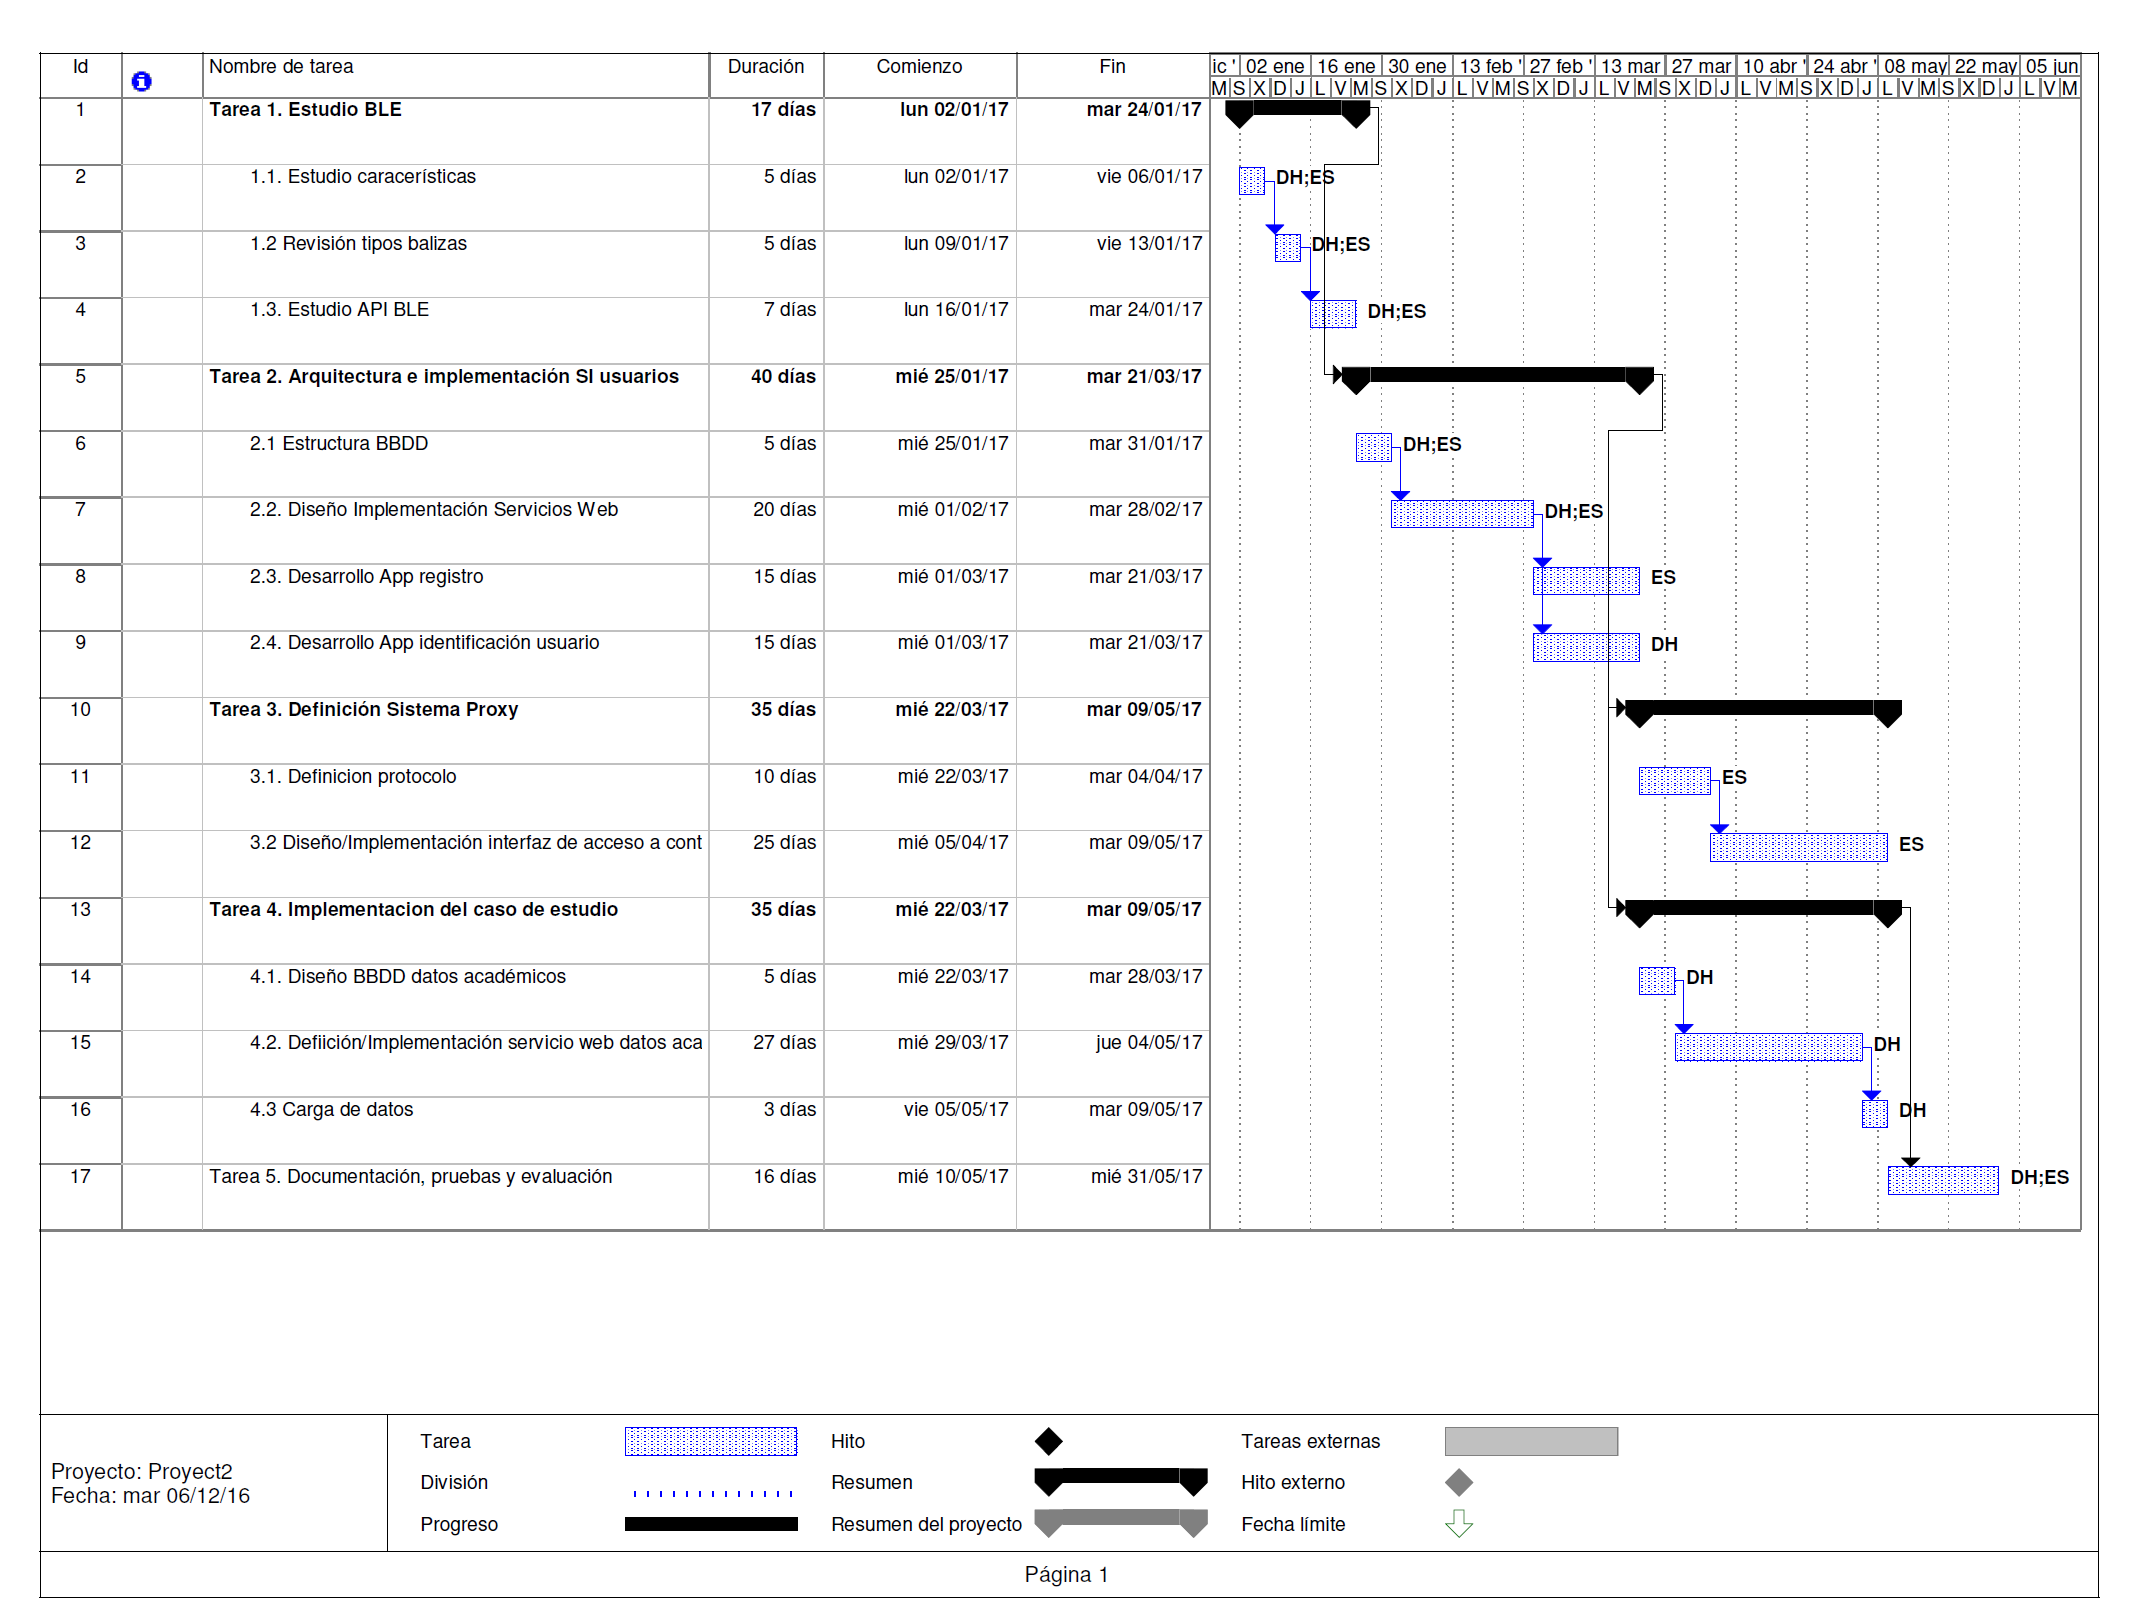 Id Nombre de tarea Duración Comienzo Fin ic ' 02 ene 16 ene 30 ene 13 feb ' 27 feb ' 13 mar 27 mar 10 abr ' 24 abr ' 08 may 22 may 05 jun
M S X D J L V M S X D J L V M S X D J L V M S X D J L V M S X D J L V M S X D J L V M
1 Tarea 1. Estudio BLE 17 días lun 02/01/17 mar 24/01/17
2 1.1. Estudio caracerísticas 5 días lun 02/01/17 vie 06/01/17 DH;ES
3 1.2 Revisión tipos balizas 5 días lun 09/01/17 vie 13/01/17 DH;ES
4 1.3. Estudio API BLE 7 días lun 16/01/17 mar 24/01/17 DH;ES
5 Tarea 2. Arquitectura e implementación SI usuarios 40 días mié 25/01/17 mar 21/03/17
6 2.1 Estructura BBDD 5 días mié 25/01/17 mar 31/01/17 DH;ES
7 2.2. Diseño Implementación Servicios Web 20 días mié 01/02/17 mar 28/02/17 DH;ES
8 2.3. Desarrollo App registro 15 días mié 01/03/17 mar 21/03/17 ES
9 2.4. Desarrollo App identificación usuario 15 días mié 01/03/17 mar 21/03/17 DH
10 Tarea 3. Definición Sistema Proxy 35 días mié 22/03/17 mar 09/05/17
11 3.1. Definicion protocolo 10 días mié 22/03/17 mar 04/04/17 ES
12 3.2 Diseño/Implementación interfaz de acceso a cont 25 días mié 05/04/17 mar 09/05/17 ES
13 Tarea 4. Implementacion del caso de estudio 35 días mié 22/03/17 mar 09/05/17
14 4.1. Diseño BBDD datos académicos 5 días mié 22/03/17 mar 28/03/17 DH
15 4.2. Defiición/Implementación servicio web datos aca 27 días mié 29/03/17 jue 04/05/17 DH
16 4.3 Carga de datos 3 días vie 05/05/17 mar 09/05/17 DH
17 Tarea 5. Documentación, pruebas y evaluación 16 días mié 10/05/17 mié 31/05/17 DH;ES
Proyecto: Proyect2
Fecha: mar 06/12/16
Tarea Hito Tareas externas
División Resumen Hito externo
Progreso Resumen del proyecto Fecha límite
Página 1